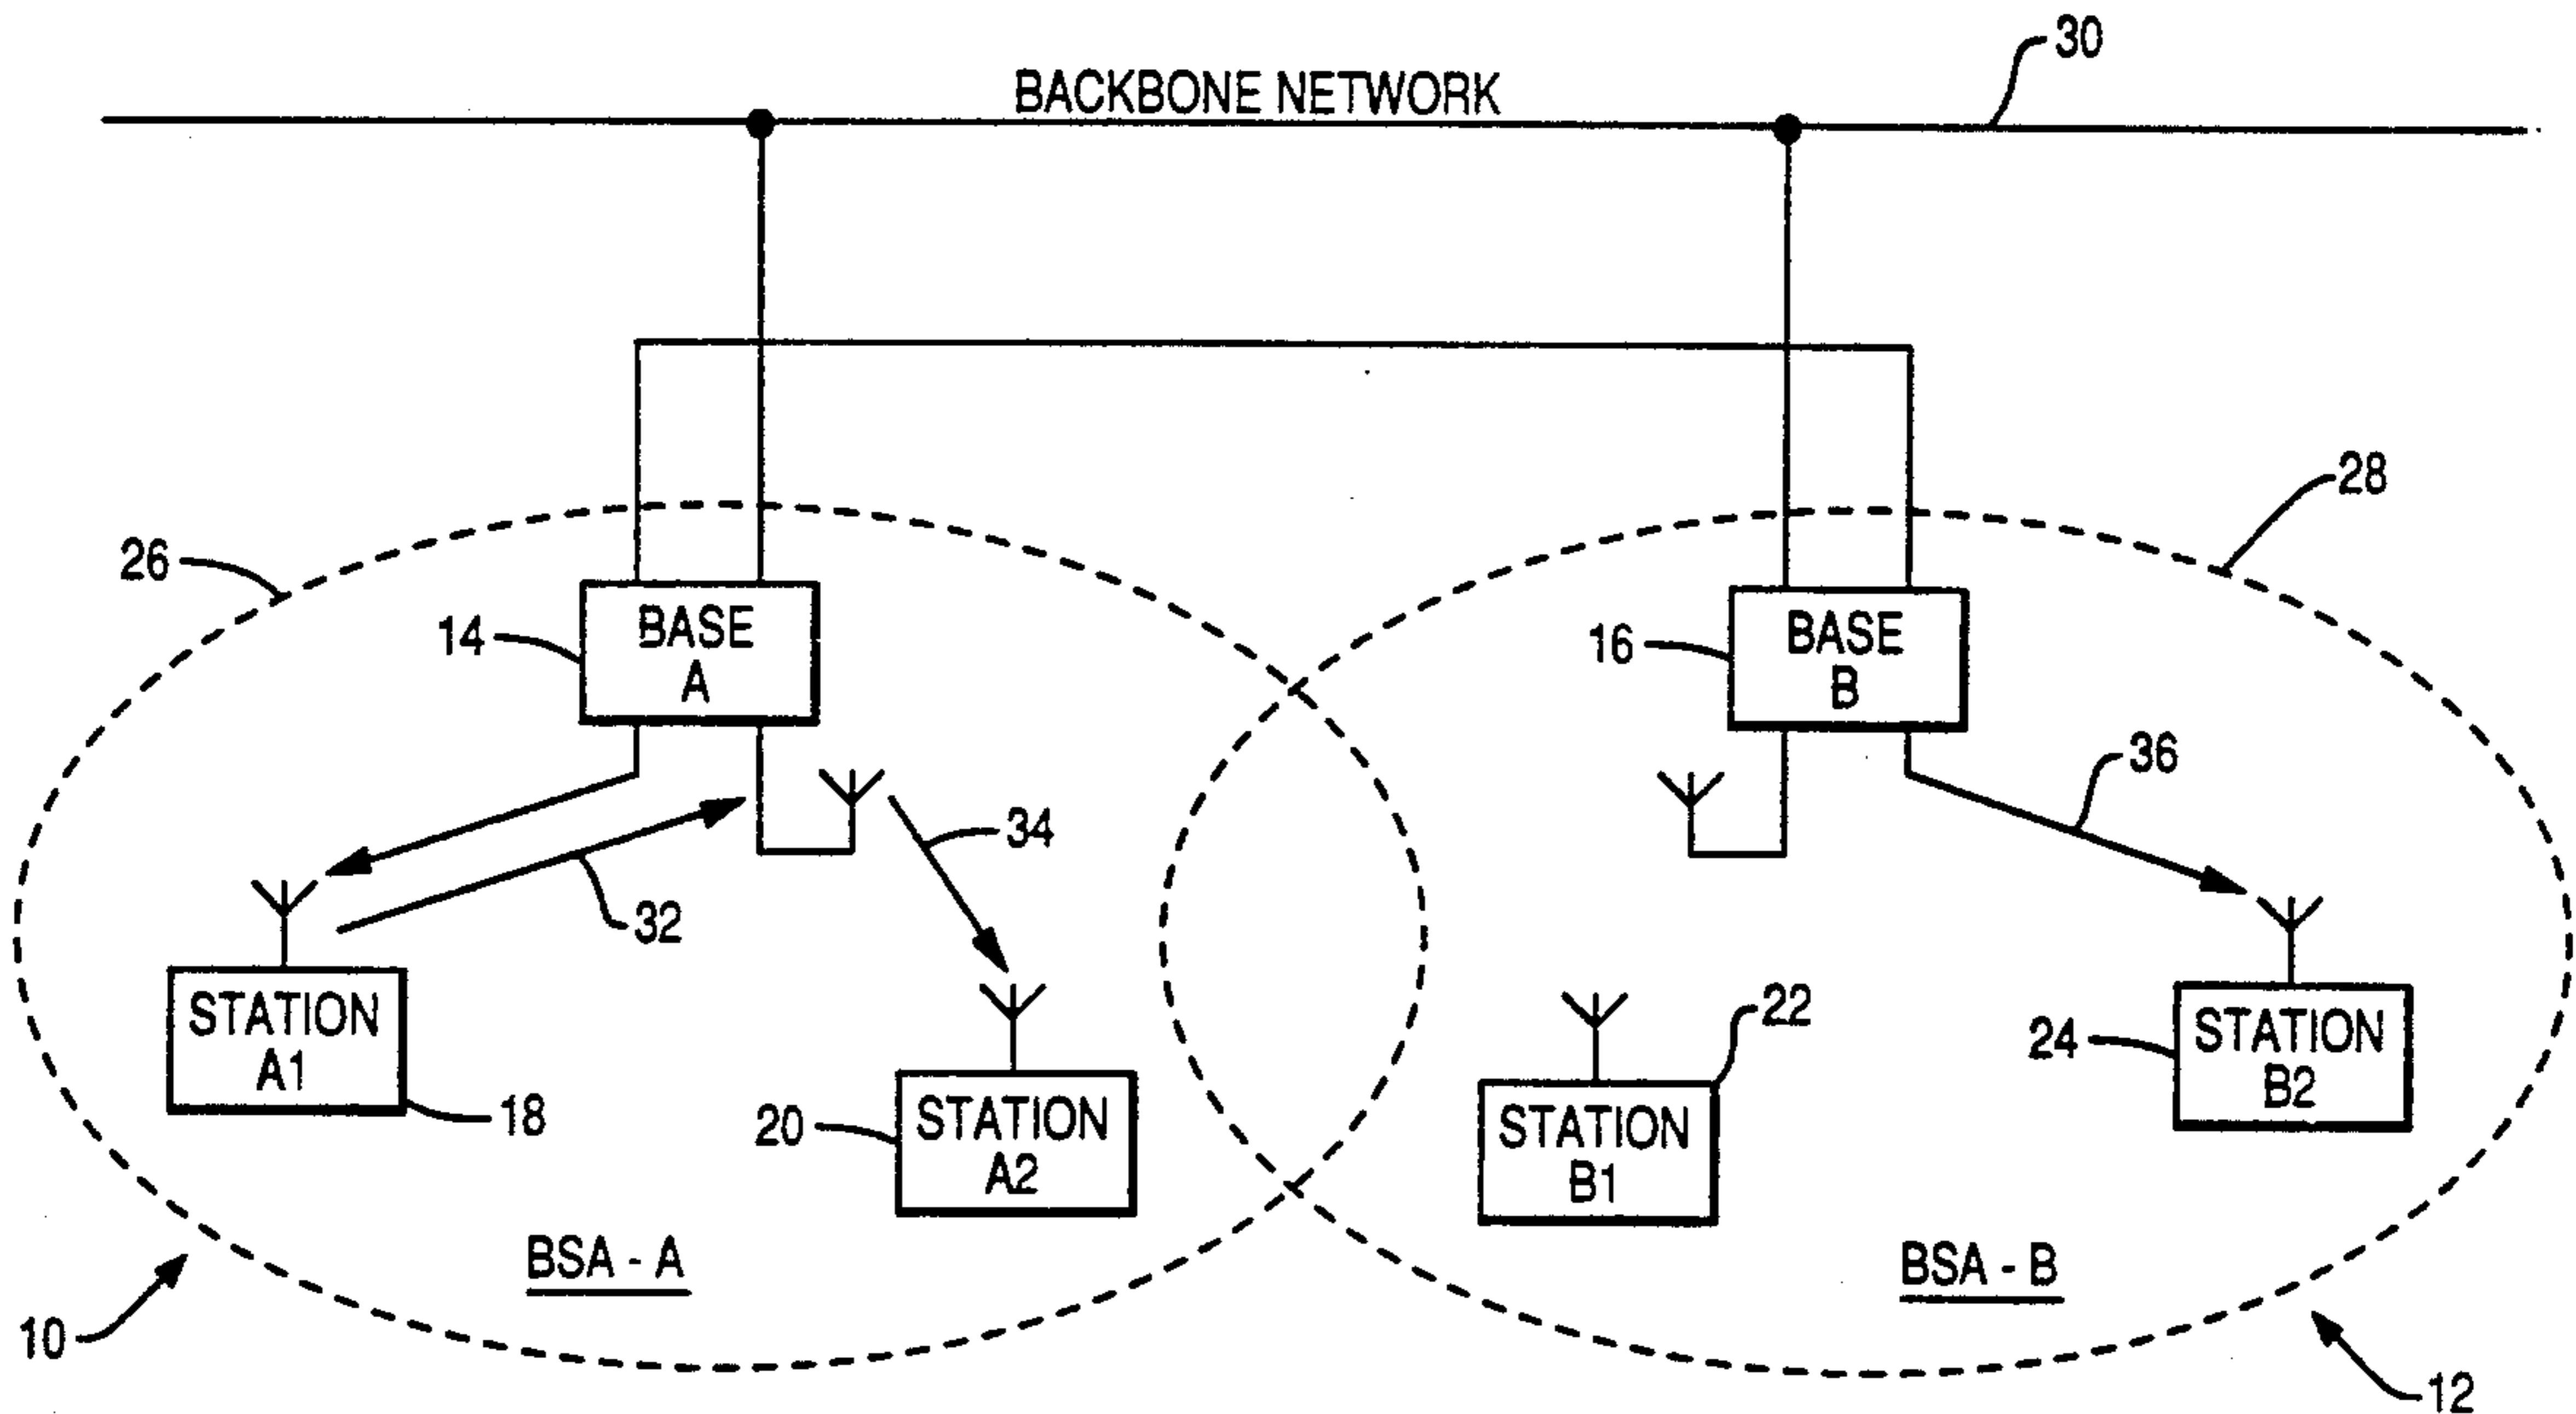 30
BACKBONE NETWORK
28
26
14
BASE
A
16
BASE
B
36
34
32
STATION
A1
18
20
STATION
A2
22
STATION
B1
24
STATION
B2
BSA - A
BSA - B
10
12